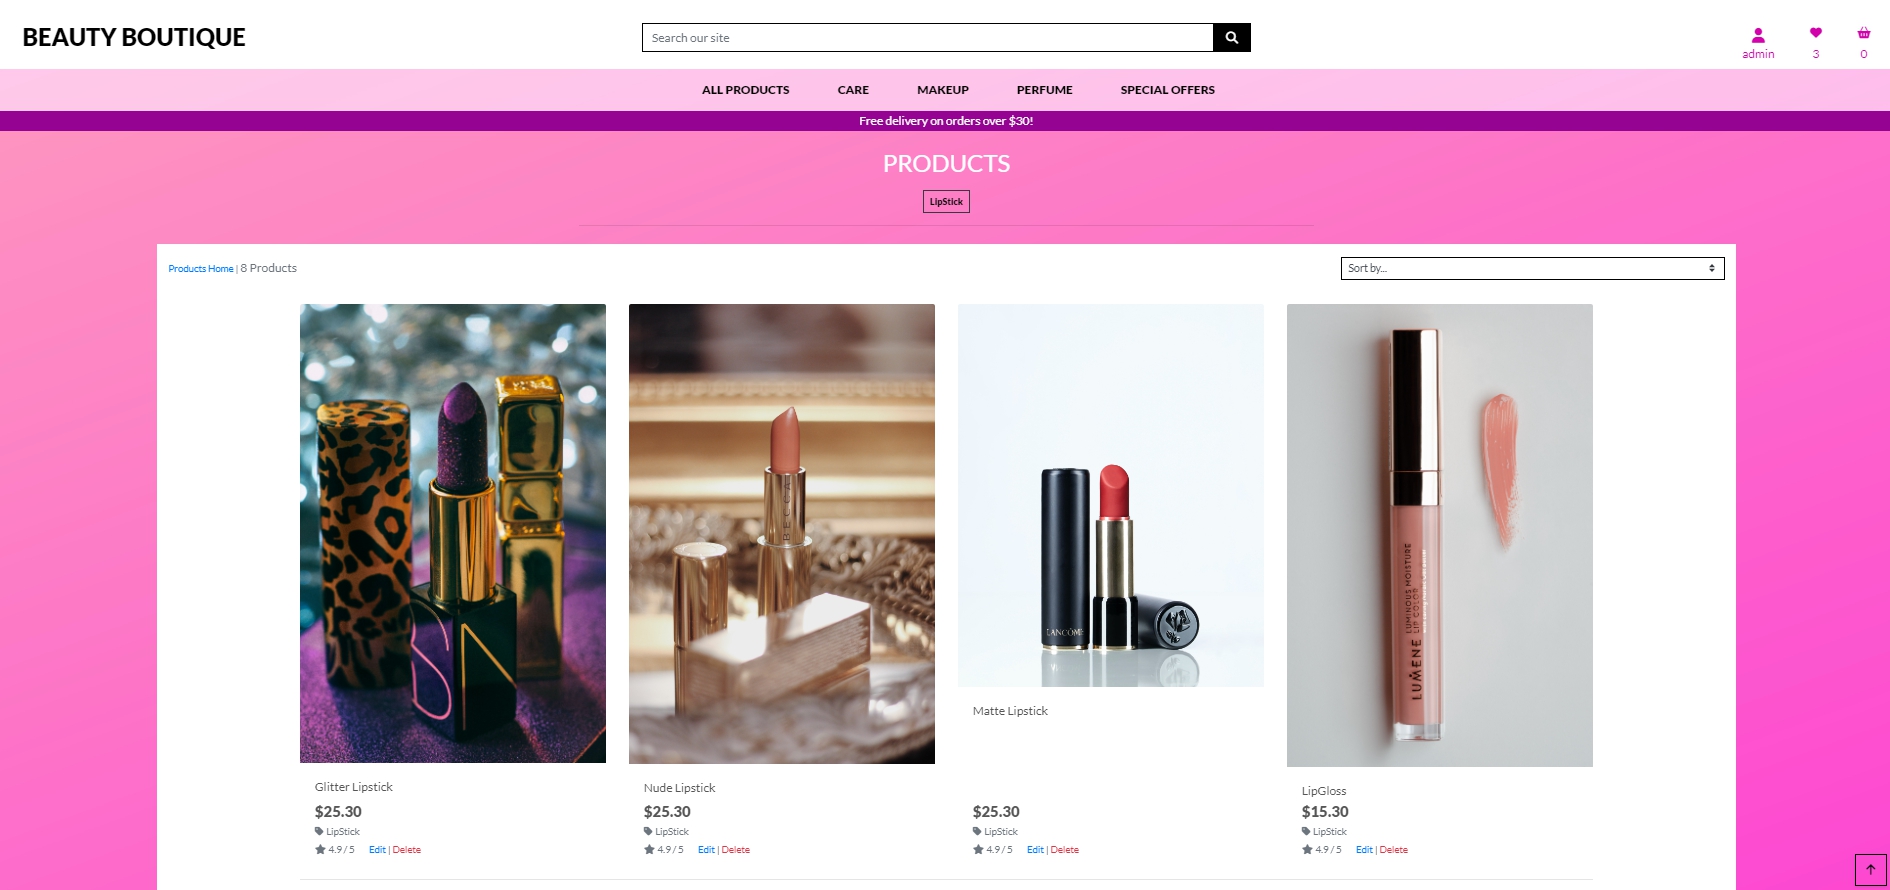 BEAUTY BOUTIQUE
Search our site
admin
3
0
ALL PRODUCTS CARE MAKEUP PERFUME SPECIAL OFFERS
Free delivery on orders over $30!
PRODUCTS
LipStick
Products Home | 8 Products
Sort by...
BECCA
LANCÔME
LUMENE
LUMINOUS MOISTURE
LIP COLOR
Glitter Lipstick
$25.30
LipStick
4.9 / 5 Edit | Delete
Nude Lipstick
$25.30
LipStick
4.9 / 5 Edit | Delete
Matte Lipstick
$25.30
LipStick
4.9 / 5 Edit | Delete
LipGloss
$15.30
LipStick
4.9 / 5 Edit | Delete